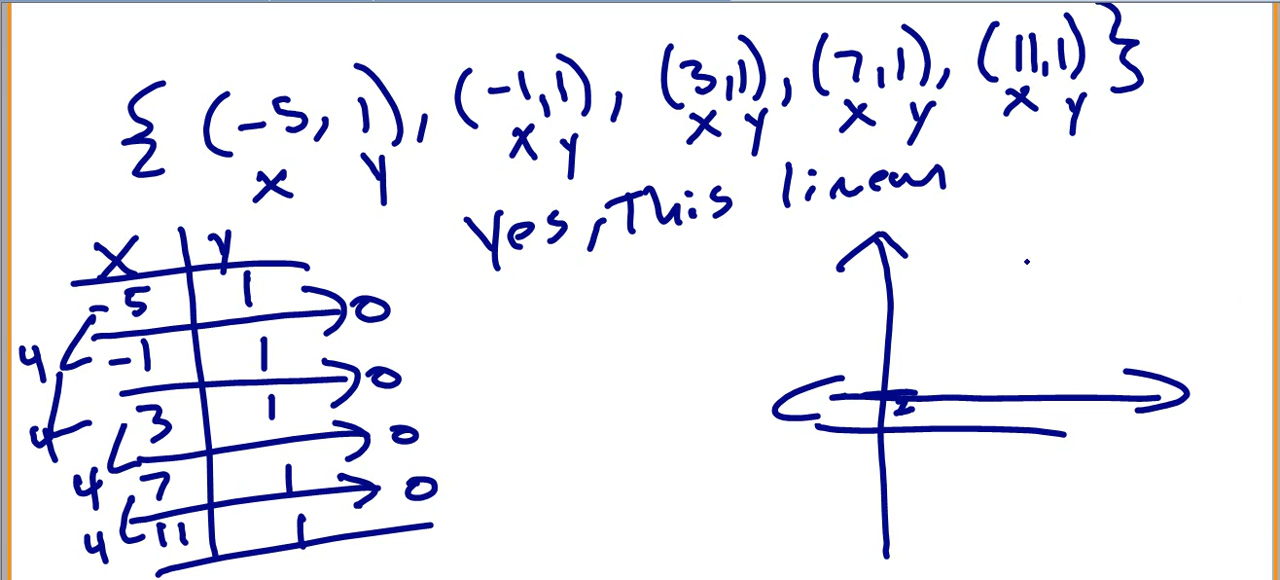 { (-5, 1), (-1,1), (3,1), (7,1), (11,1) }
x y x y x y x y x y
Yes, This linear
x y
-5 1 0
4
-1 1 0
4
3 1 0
4
7 1 0
4
11 1